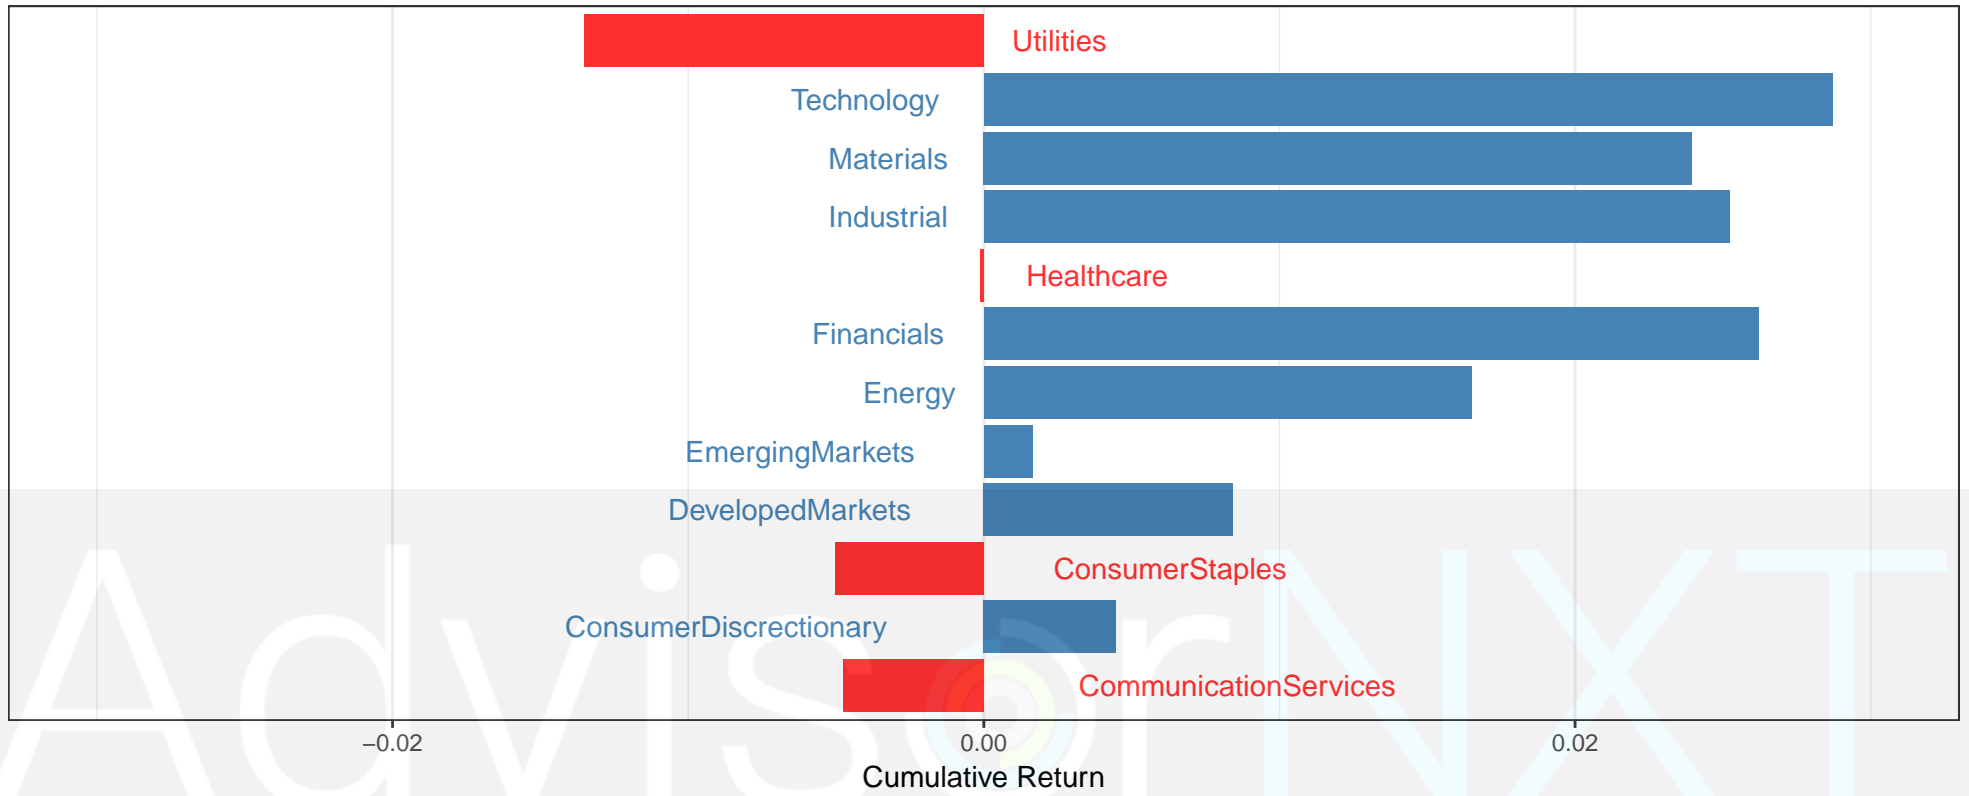 Utilities
Technology
Materials
Industrial
Healthcare
Financials
Energy
EmergingMarkets
DevelopedMarkets
ConsumerStaples
ConsumerDiscrectionary
CommunicationServices
−0.02 0.00 0.02
Cumulative Return
AdvisorNXT